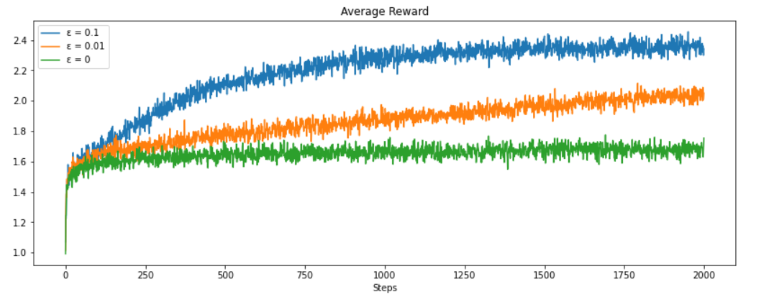 Average Reward
ε = 0.1
ε = 0.01
ε = 0
2.4
2.2
2.0
1.8
1.6
1.4
1.2
1.0
0 250 500 750 1000 1250 1500 1750 2000
Steps